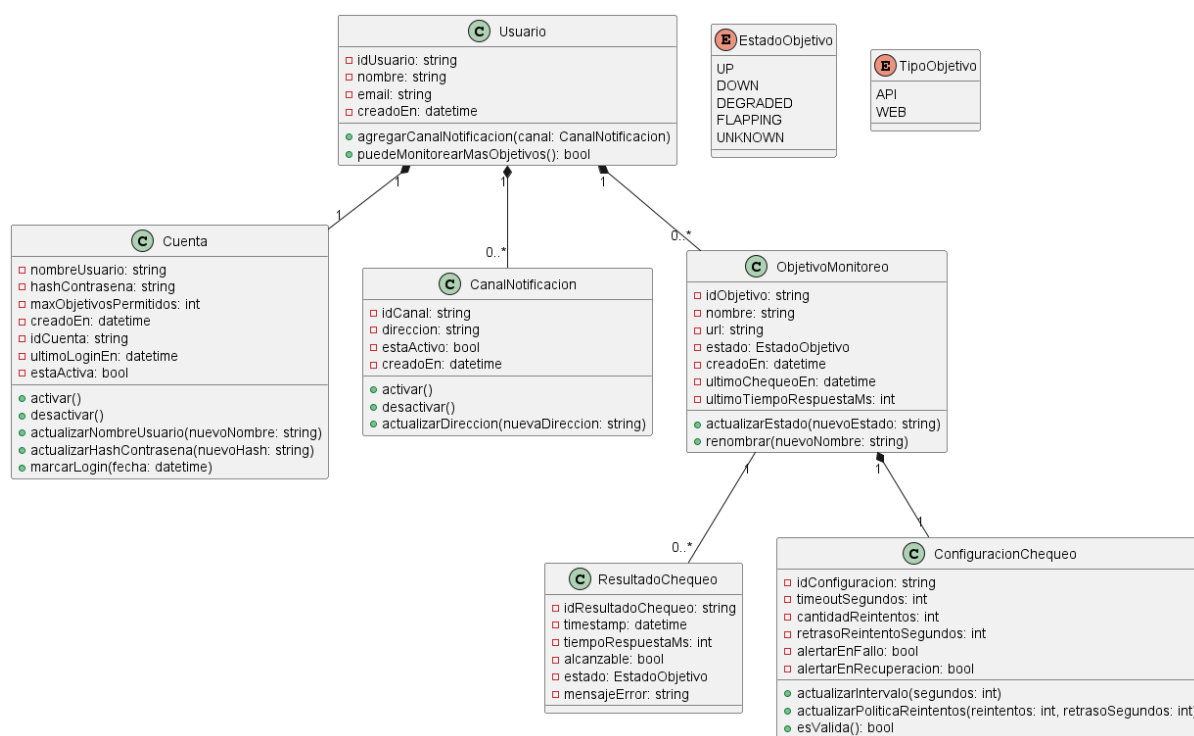 C Usuario
idUsuario: string
nombre: string
email: string
creadoEn: datetime
agregarCanalNotificacion(canal: CanalNotificacion)
puedeMonitorearMasObjetivos(): bool
E EstadoObjetivo
UP
DOWN
DEGRADED
FLAPPING
UNKNOWN
E TipoObjetivo
API
WEB
1
1
1
1
0..*
0..*
C Cuenta
nombreUsuario: string
hashContrasena: string
maxObjetivosPermitidos: int
creadoEn: datetime
idCuenta: string
ultimoLoginEn: datetime
estaActiva: bool
activar()
desactivar()
actualizarNombreUsuario(nuevoNombre: string)
actualizarHashContrasena(nuevoHash: string)
marcarLogin(fecha: datetime)
C CanalNotificacion
idCanal: string
direccion: string
estaActivo: bool
creadoEn: datetime
activar()
desactivar()
actualizarDireccion(nuevaDireccion: string)
C ObjetivoMonitoreo
idObjetivo: string
nombre: string
url: string
estado: EstadoObjetivo
creadoEn: datetime
ultimoChequeoEn: datetime
ultimoTiempoRespuestaMs: int
actualizarEstado(nuevoEstado: string)
renombrar(nuevoNombre: string)
1
1
0..*
1
C ResultadoChequeo
idResultadoChequeo: string
timestamp: datetime
tiempoRespuestaMs: int
alcanzable: bool
estado: EstadoObjetivo
mensajeError: string
C ConfiguracionChequeo
idConfiguracion: string
timeoutSegundos: int
cantidadReintentos: int
retrasoReintentoSegundos: int
alertarEnFallo: bool
alertarEnRecuperacion: bool
actualizarIntervalo(segundos: int)
actualizarPoliticaReintentos(reintentos: int, retrasoSegundos: int)
esValida(): bool